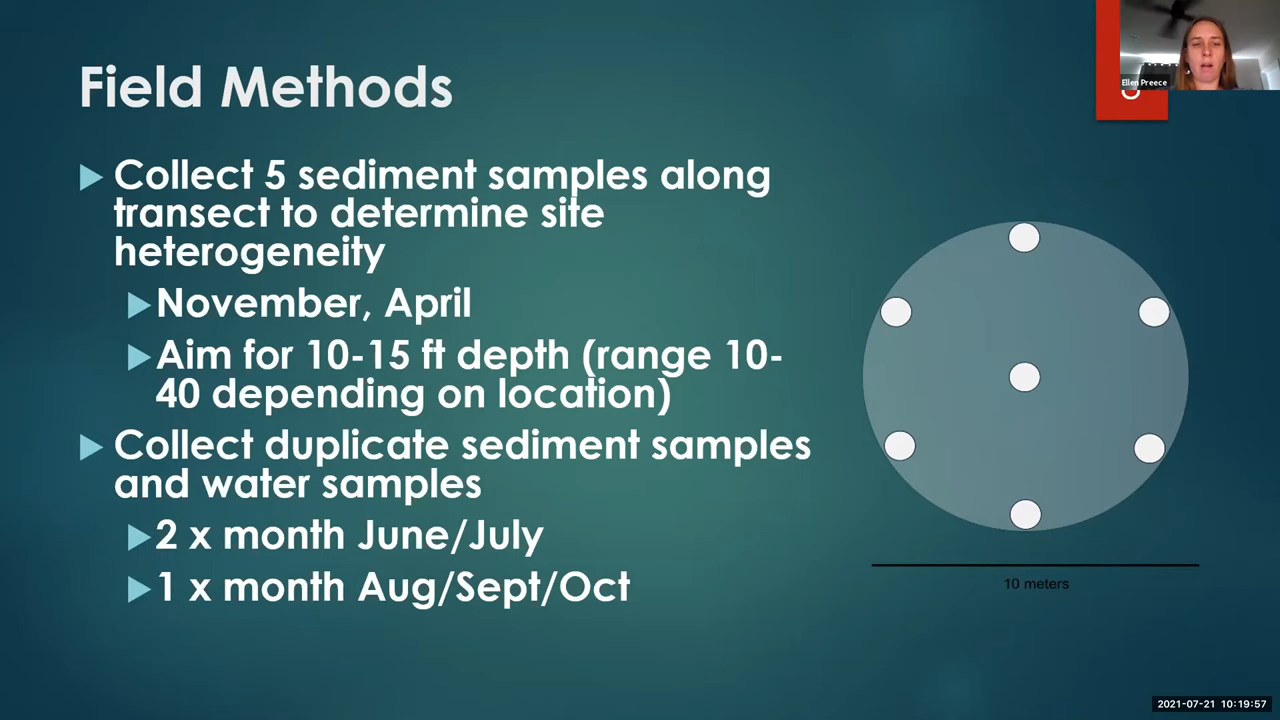 Field Methods
Ellen Preece
Collect 5 sediment samples along
transect to determine site
heterogeneity
November, April
Aim for 10-15 ft depth (range 10-
40 depending on location)
Collect duplicate sediment samples
and water samples
2 x month June/July
1 x month Aug/Sept/Oct
10 meters
2021-07-21 10:19:57